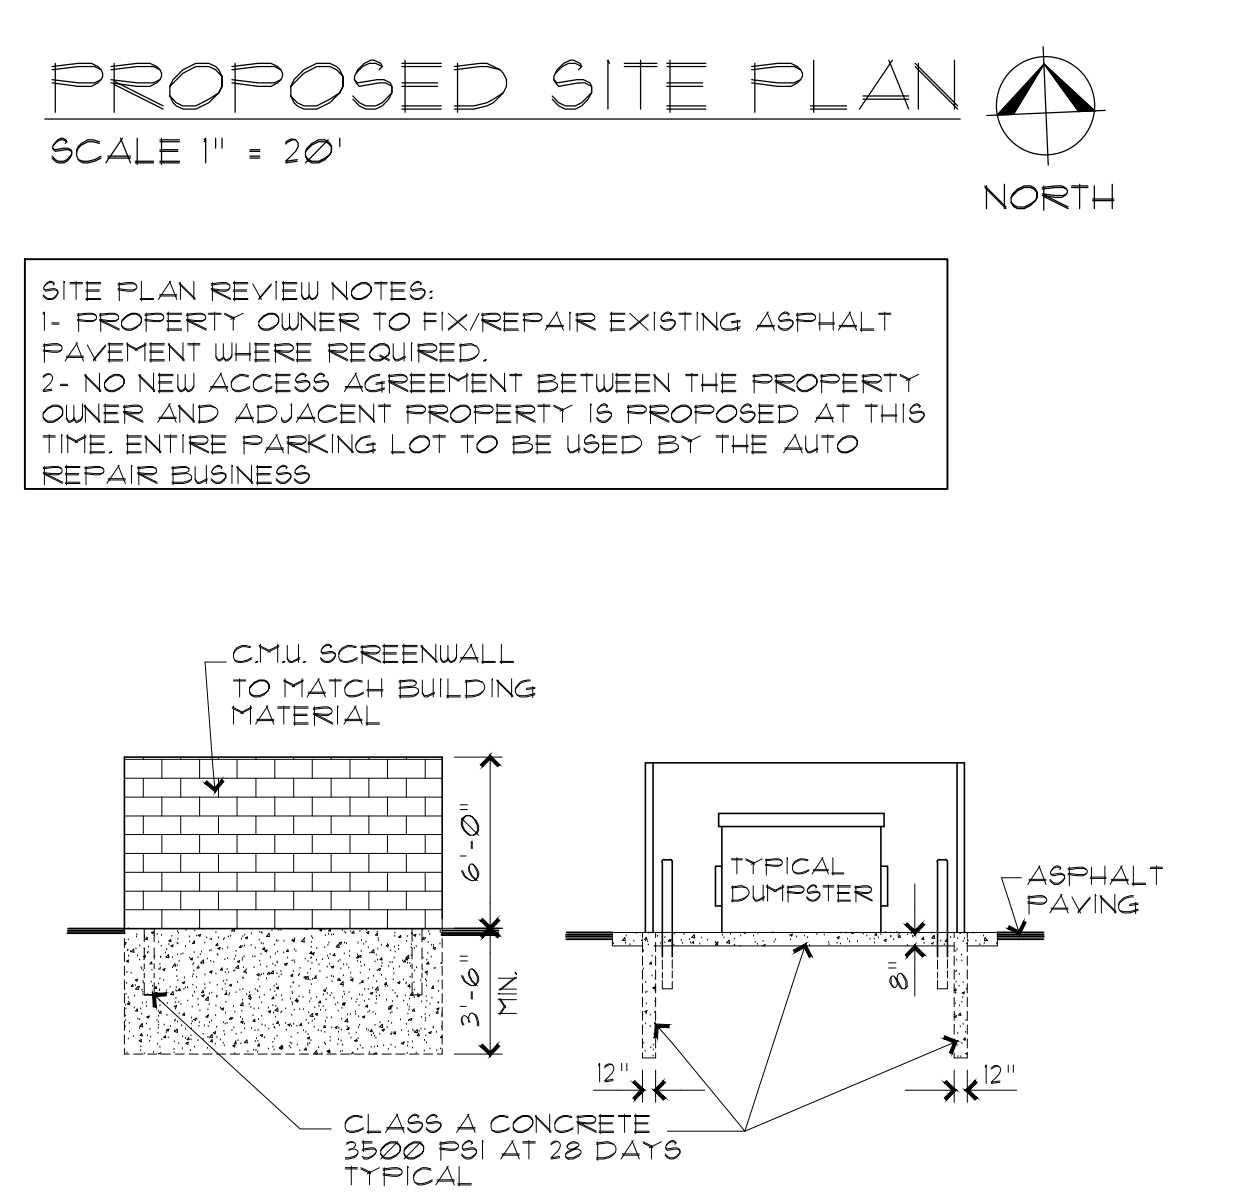 PROPOSED SITE PLAN
SCALE 1" = 20'
NORTH
SITE PLAN REVIEW NOTES:
1- PROPERTY OWNER TO FIX/REPAIR EXISTING ASPHALT
PAVEMENT WHERE REQUIRED.
2- NO NEW ACCESS AGREEMENT BETWEEN THE PROPERTY
OWNER AND ADJACENT PROPERTY IS PROPOSED AT THIS
TIME. ENTIRE PARKING LOT TO BE USED BY THE AUTO
REPAIR BUSINESS
C.M.U. SCREENWALL
TO MATCH BUILDING
MATERIAL
6'-0"
3'-6"
MIN.
TYPICAL
DUMPSTER
ASPHALT
PAVING
8"
12"
12"
CLASS A CONCRETE
3500 PSI AT 28 DAYS
TYPICAL